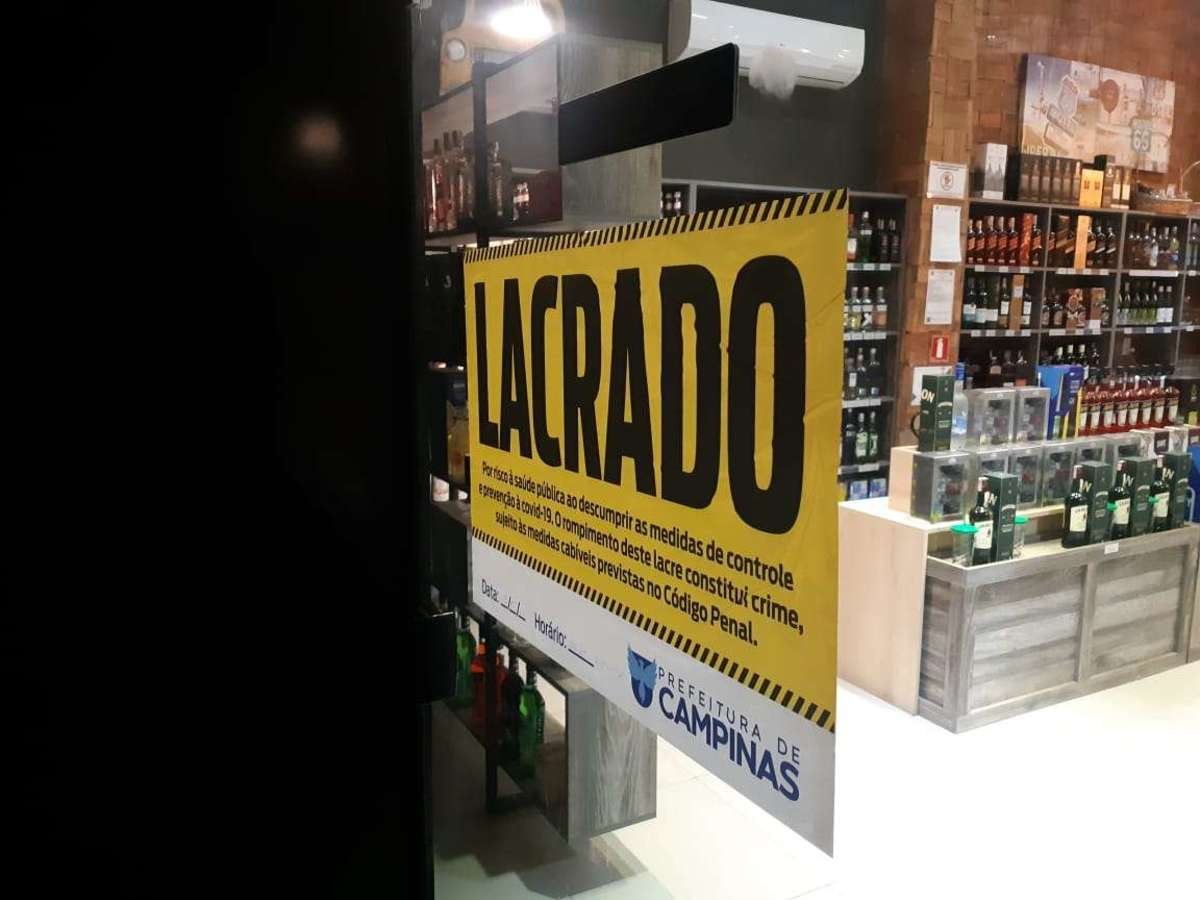 LACRADO
Por risco à saúde pública ao descumprir as medidas de controle
e prevenção à covid-19. O rompimento deste lacre constitui crime,
sujeito às medidas cabíveis previstas no Código Penal.
Data: _/_/_ Horário: ____
PREFEITURA DE
CAMPINAS